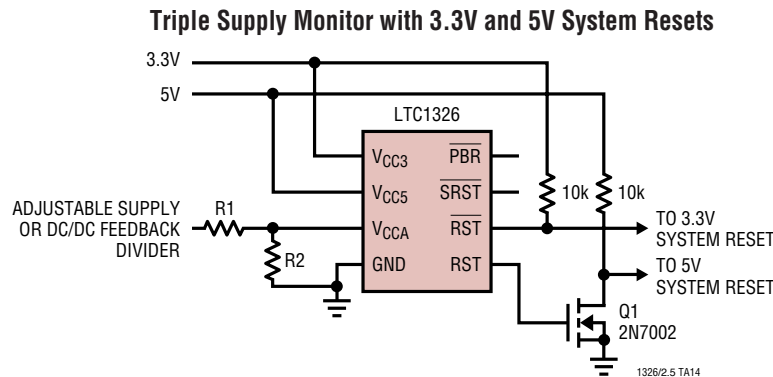 Triple Supply Monitor with 3.3V and 5V System Resets
3.3V
5V
LTC1326
VCC3
PBR
VCC5
SRST
10k
10k
ADJUSTABLE SUPPLY
OR DC/DC FEEDBACK
DIVIDER
R1
R2
VCCA
RST
TO 3.3V
SYSTEM RESET
GND
RST
TO 5V
SYSTEM RESET
Q1
2N7002
1326/2.5 TA14